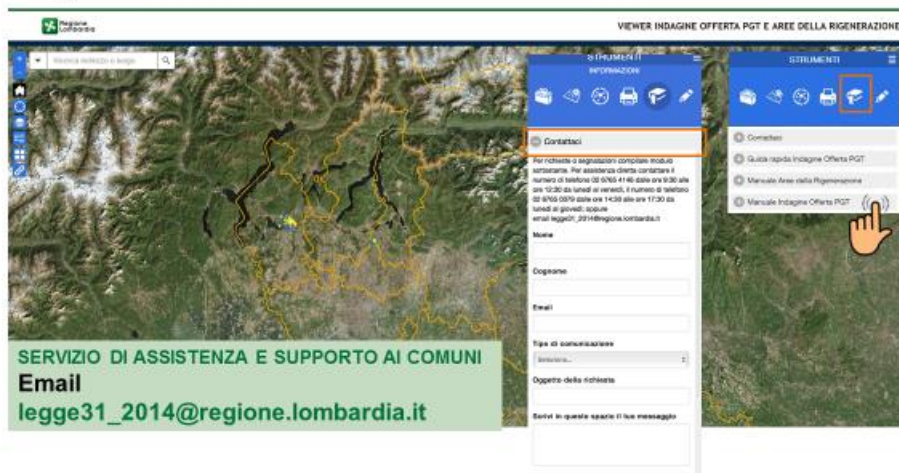 Regione
Lombardia
VIEWER INDAGINE OFFERTA PGT E AREE DELLA RIGENERAZIONE
Ricerca indirizzo o luogo
STRUMENTI
INFORMAZIONI
Contattaci
Per richieste o segnalazioni compilare modulo
sottostante. Per assistenza diretta contattare il
numero di telefono 02 6765 4146 dalle ore 9:30 alle
ore 12:30 da lunedì al venerdì, il numero di telefono
02 6765 0379 dalle ore 14:30 alle ore 17:30 da
lunedì al giovedì; oppure
email legge31_2014@regione.lombardia.it
Nome
Cognome
Email
Tipo di comunicazione
Seleziona...
Oggetto della richiesta
Scrivi in questo spazio il tuo messaggio
STRUMENTI
Contattaci
Guida rapida Indagine Offerta PGT
Manuale Aree della Rigenerazione
Manuale Indagine Offerta PGT
SERVIZIO DI ASSISTENZA E SUPPORTO AI COMUNI
Email
legge31_2014@regione.lombardia.it